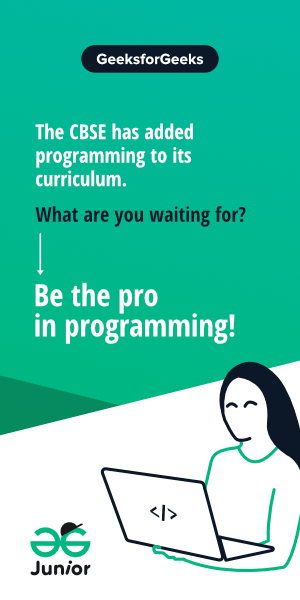 GeeksforGeeks
The CBSE has added
programming to its
curriculum.
What are you waiting for?
Be the pro
in programming!
</>
Junior